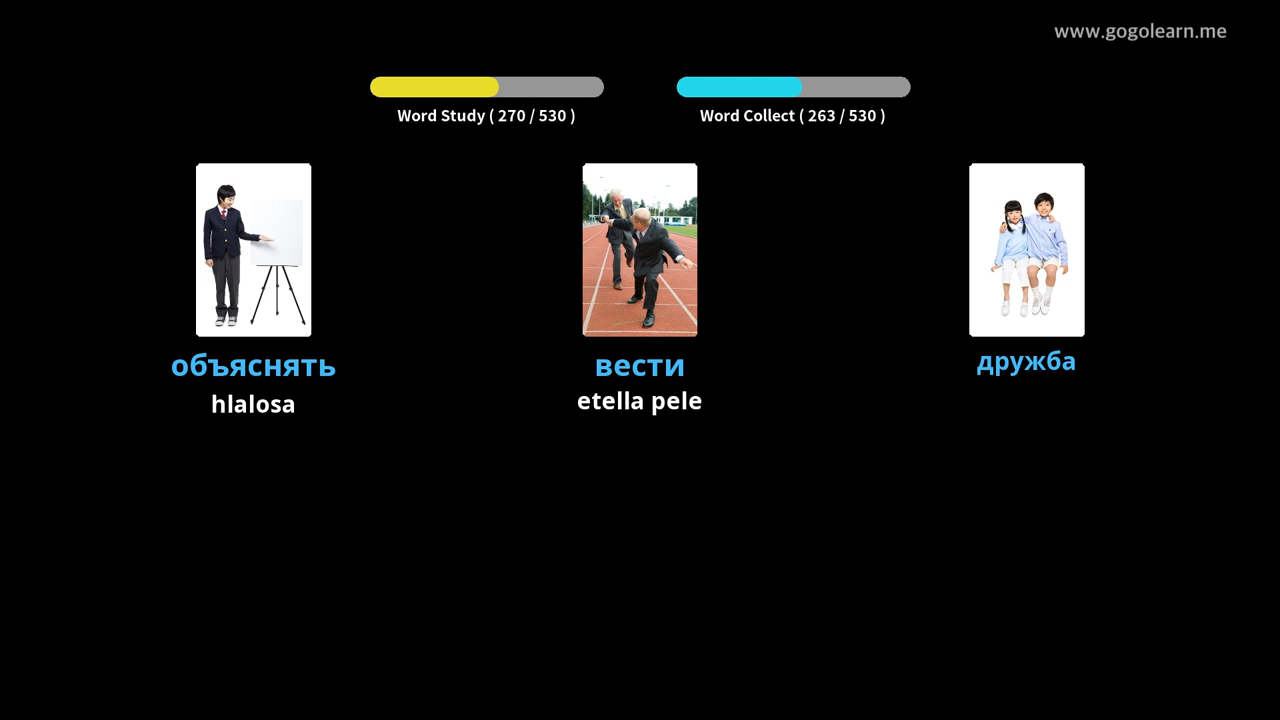 www.gogolearn.me
Word Study ( 270 / 530 )
Word Collect ( 263 / 530 )
объяснять
hlalosa
вести
etella pele
дружба